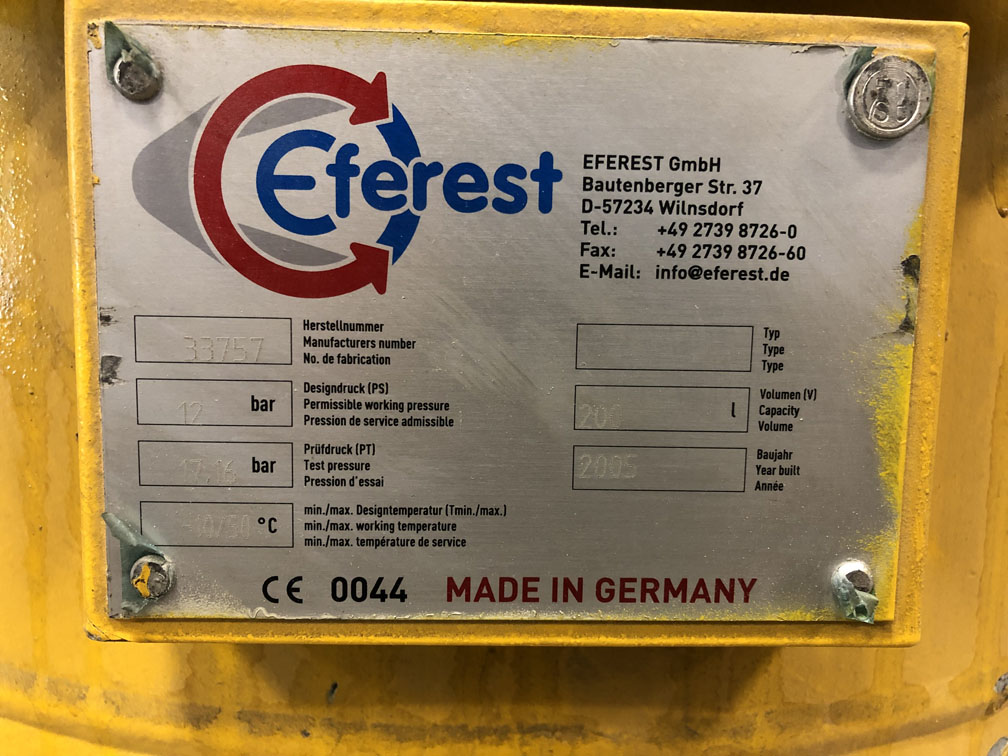 Eferest
EFEREST GmbH
Bautenberger Str. 37
D-57234 Wilnsdorf
Tel.: +49 2739 8726-0
Fax: +49 2739 8726-60
E-Mail: info@eferest.de
33757
Herstellnummer
Manufacturers number
No. de fabrication
12 bar
Designdruck (PS)
Permissible working pressure
Pression de service admissible
17,16 bar
Prüfdruck (PT)
Test pressure
Pression d'essai
-10/50 °C
min./max. Designtemperatur (Tmin./max.)
min./max. working temperature
min./max. température de service
Typ
Type
Type
l
Volumen (V)
Capacity
Volume
2005
Baujahr
Year built
Année
CE 0044 MADE IN GERMANY